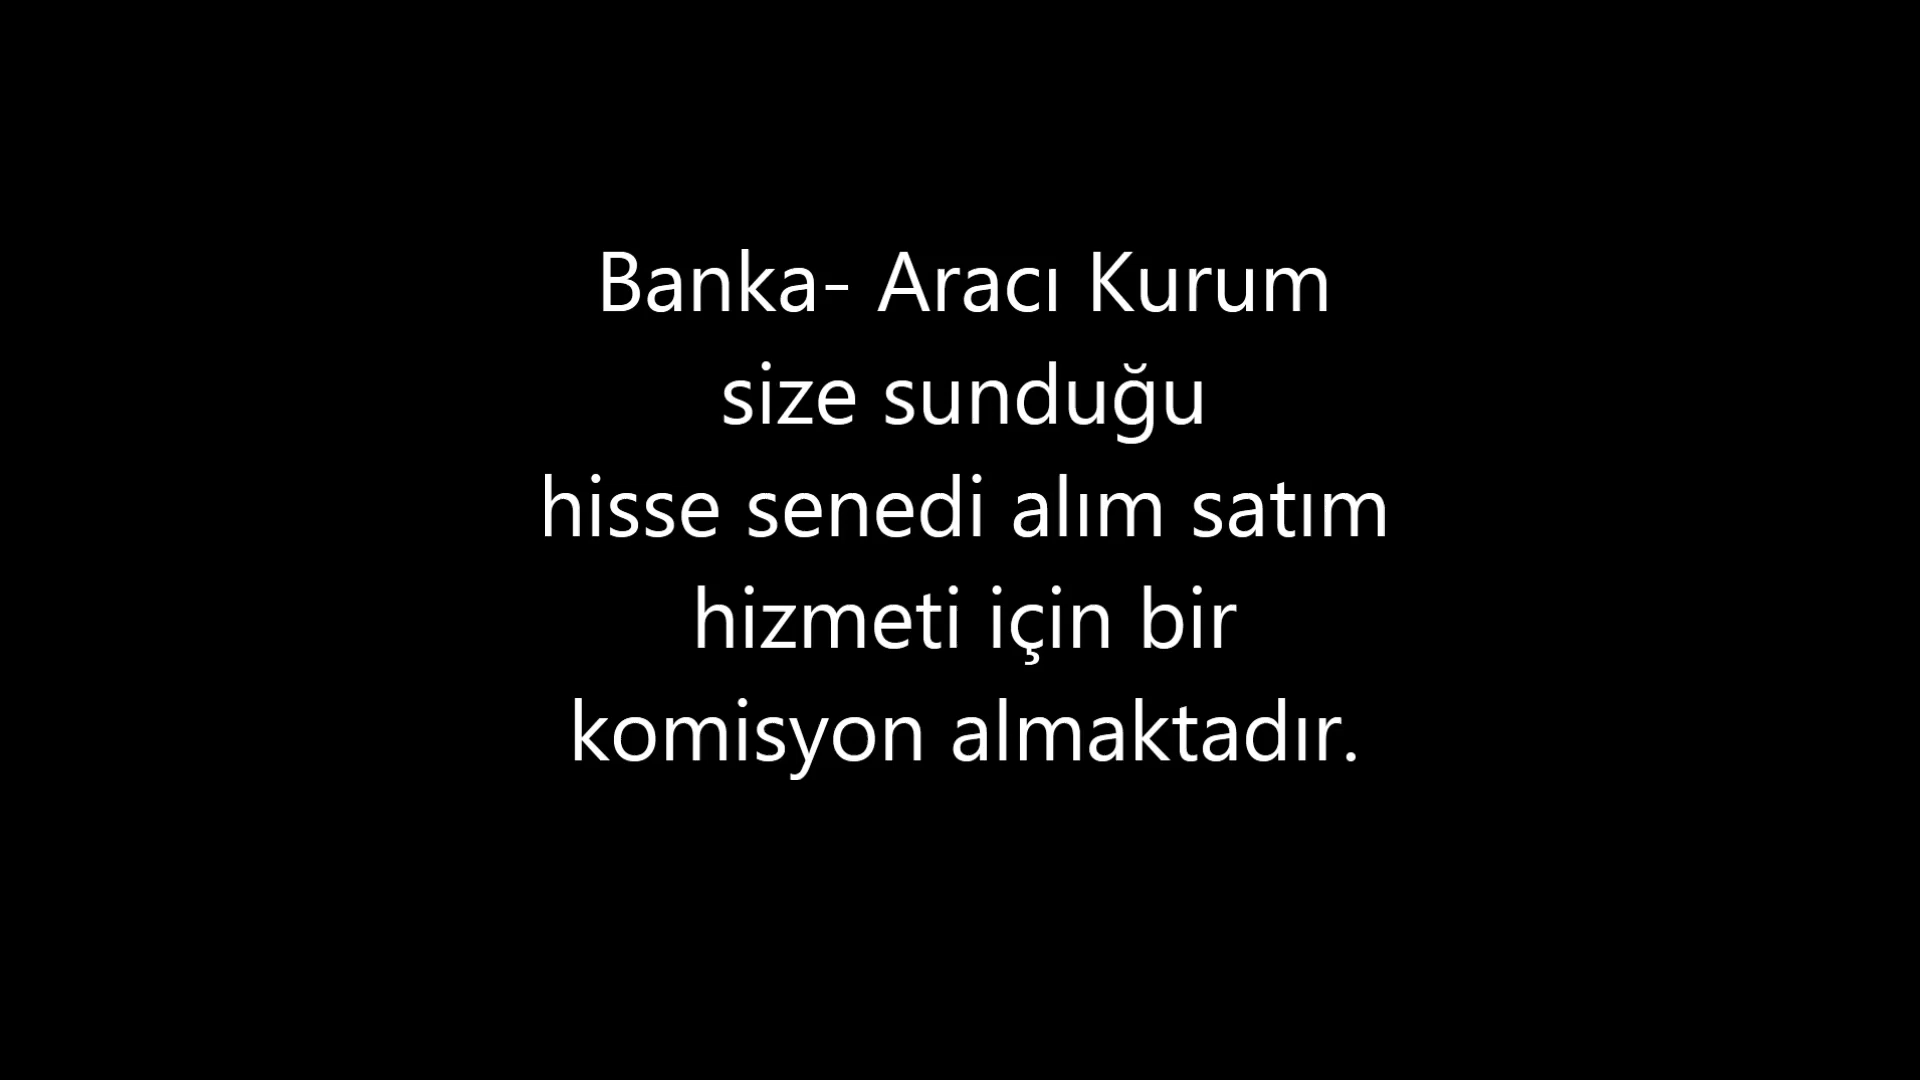 Banka- Aracı Kurum
size sunduğu
hisse senedi alım satım
hizmeti için bir
komisyon almaktadır.